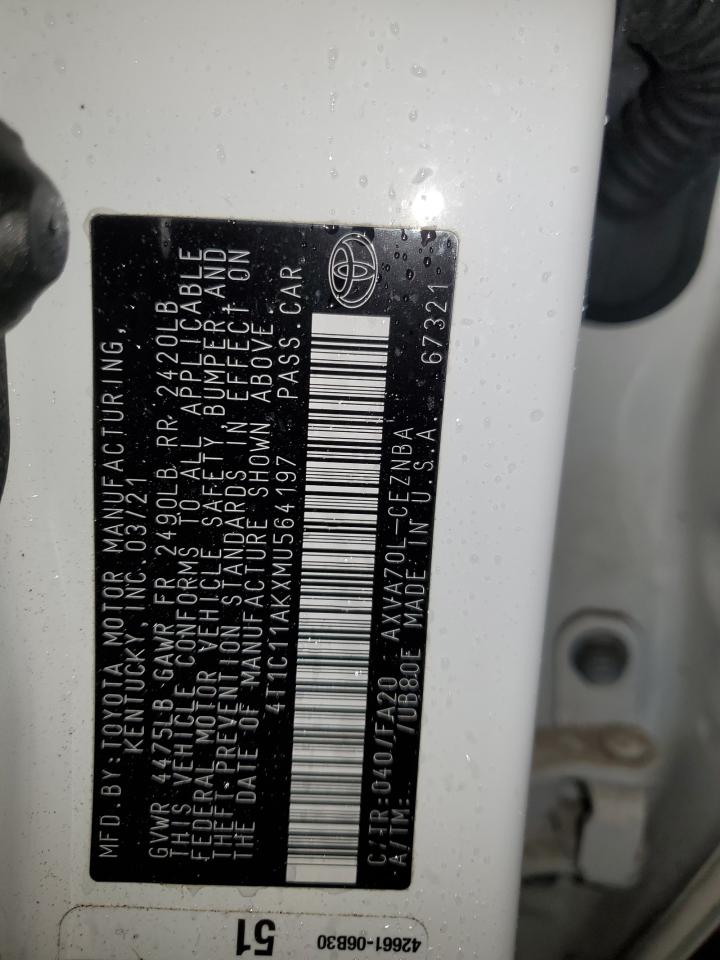 MFD.BY:TOYOTA MOTOR MANUFACTURING,
KENTUCKY, INC. 03/21
GVWR 4475LB GAWR FR 2490LB RR 2420LB
THIS VEHICLE CONFORMS TO ALL APPLICABLE
FEDERAL MOTOR VEHICLE SAFETY, BUMPER, AND
THEFT PREVENTION STANDARDS IN EFFECT ON
THE DATE OF MANUFACTURE SHOWN ABOVE.
4T1C11AKXMU564197 PASS.CAR
C/TR:040/FA20 AXVA70L-CEZNBA
A/TM: /UB80E MADE IN U.S.A 67321
51
42661-06B30